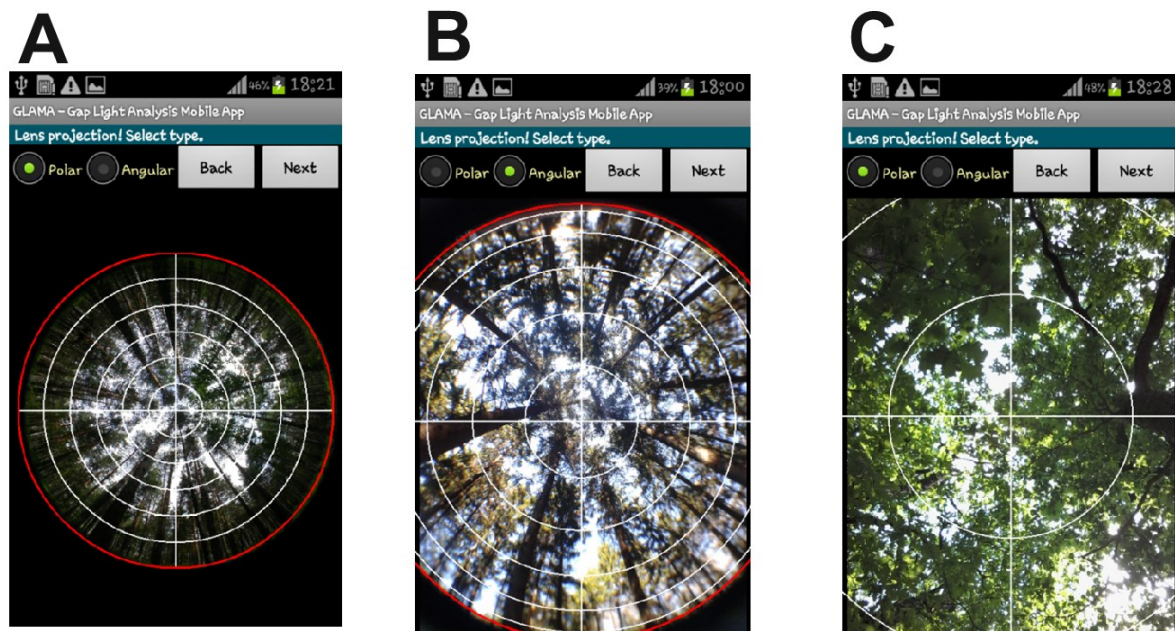 A
46% 18:21
GLAMA - Gap Light Analysis Mobile App
Lens projection! Select type.
Polar Angular Back Next
B
39% 18:00
GLAMA - Gap Light Analysis Mobile App
Lens projection! Select type.
Polar Angular Back Next
C
48% 18:28
GLAMA - Gap Light Analysis Mobile App
Lens projection! Select type.
Polar Angular Back Next